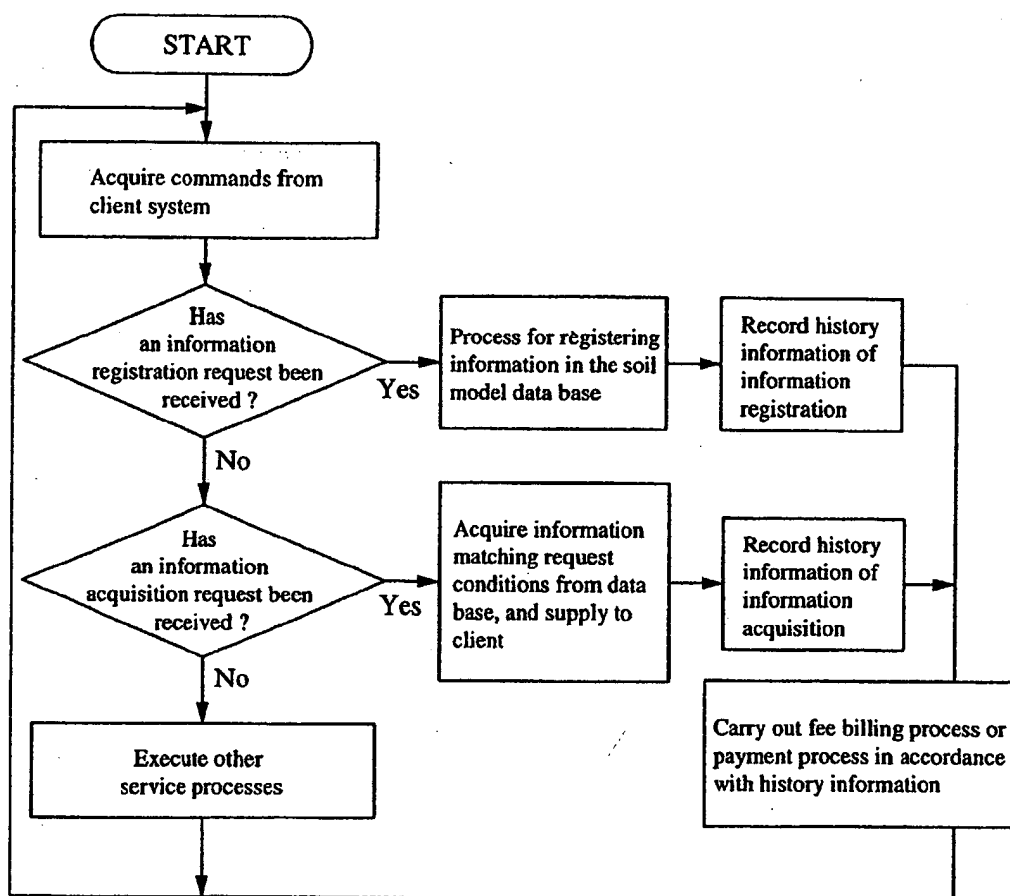 START
Acquire commands from
client system
Has
an information
registration request been
received ?
Yes
Process for registering
information in the soil
model data base
Record history
information of
information
registration
No
Has
an information
acquisition request been
received ?
Yes
Acquire information
matching request
conditions from data
base, and supply to
client
Record history
information of
information
acquisition
No
Execute other
service processes
Carry out fee billing process or
payment process in accordance
with history information